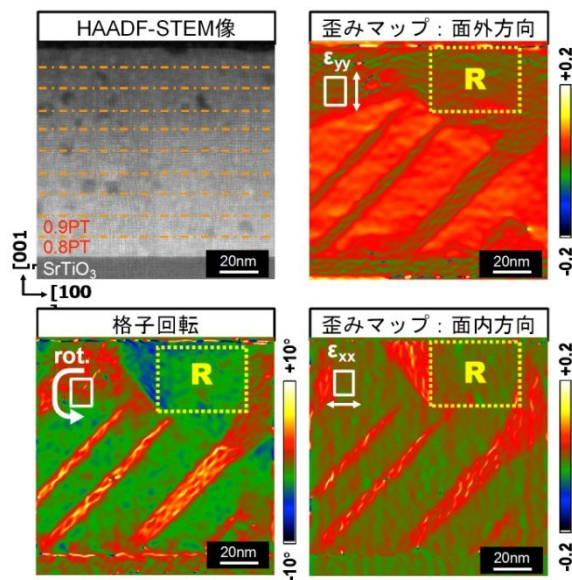 HAADF-STEM像
0.9PT
0.8PT
SrTiO3
[001
[100
20nm
歪みマップ：面外方向
εyy
R
20nm
+0.2
-0.2
格子回転
rot.
R
20nm
+10°
-10°
歪みマップ：面内方向
εxx
R
20nm
+0.2
-0.2